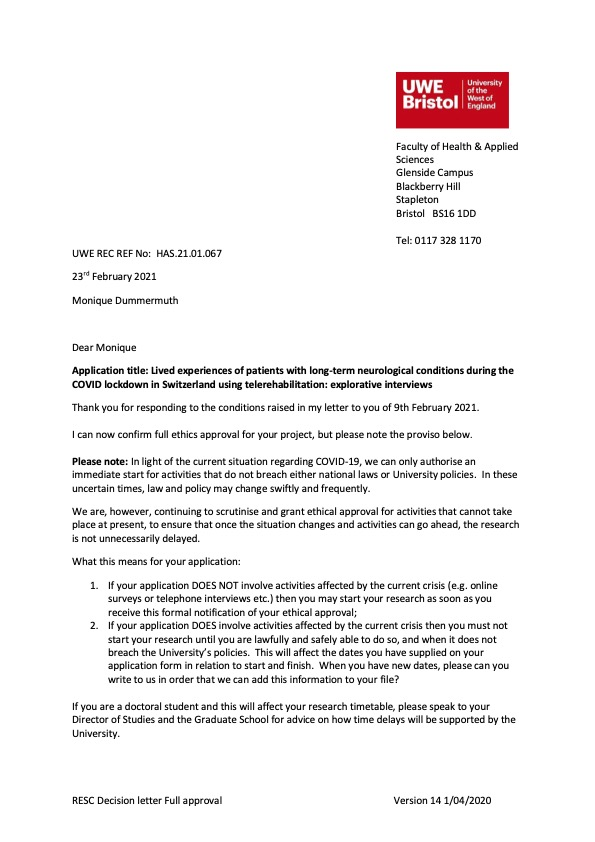 UWE
Bristol
University
of the
West of
England
Faculty of Health & Applied
Sciences
Glenside Campus
Blackberry Hill
Stapleton
Bristol BS16 1DD
Tel: 0117 328 1170
UWE REC REF No: HAS.21.01.067
23rd February 2021
Monique Dummermuth
Dear Monique
Application title: Lived experiences of patients with long-term neurological conditions during the
COVID lockdown in Switzerland using telerehabilitation: explorative interviews
Thank you for responding to the conditions raised in my letter to you of 9th February 2021.
I can now confirm full ethics approval for your project, but please note the proviso below.
Please note: In light of the current situation regarding COVID-19, we can only authorise an
immediate start for activities that do not breach either national laws or University policies. In these
uncertain times, law and policy may change swiftly and frequently.
We are, however, continuing to scrutinise and grant ethical approval for activities that cannot take
place at present, to ensure that once the situation changes and activities can go ahead, the research
is not unnecessarily delayed.
What this means for your application:
1. If your application DOES NOT involve activities affected by the current crisis (e.g. online
surveys or telephone interviews etc.) then you may start your research as soon as you
receive this formal notification of your ethical approval;
2. If your application DOES involve activities affected by the current crisis then you must not
start your research until you are lawfully and safely able to do so, and when it does not
breach the University's policies. This will affect the dates you have supplied on your
application form in relation to start and finish. When you have new dates, please can you
write to us in order that we can add this information to your file?
If you are a doctoral student and this will affect your research timetable, please speak to your
Director of Studies and the Graduate School for advice on how time delays will be supported by the
University.
RESC Decision letter Full approval Version 14 1/04/2020